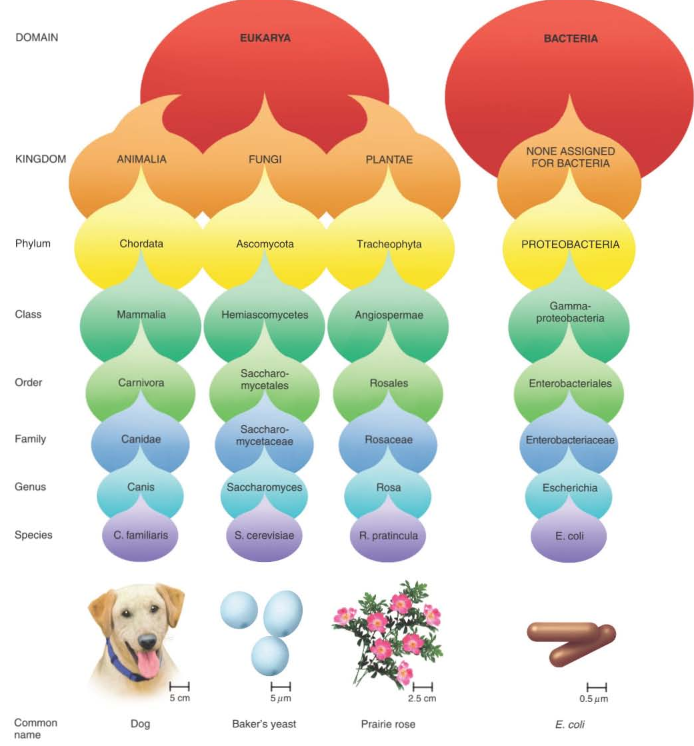 DOMAIN
EUKARYA
BACTERIA
KINGDOM
ANIMALIA
FUNGI
PLANTAE
NONE ASSIGNED
FOR BACTERIA
Phylum
Chordata
Ascomycota
Tracheophyta
PROTEOBACTERIA
Class
Mammalia
Hemiascomycetes
Angiospermae
Gamma-
proteobacteria
Order
Carnivora
Saccharo-
mycetales
Rosales
Enterobacteriales
Family
Canidae
Saccharo-
mycetaceae
Rosaceae
Enterobacteriaceae
Genus
Canis
Saccharomyces
Rosa
Escherichia
Species
C. familiaris
S. cerevisiae
R. pratincula
E. coli
5 cm
5 μm
2.5 cm
0.5 μm
Common
name
Dog
Baker's yeast
Prairie rose
E. coli